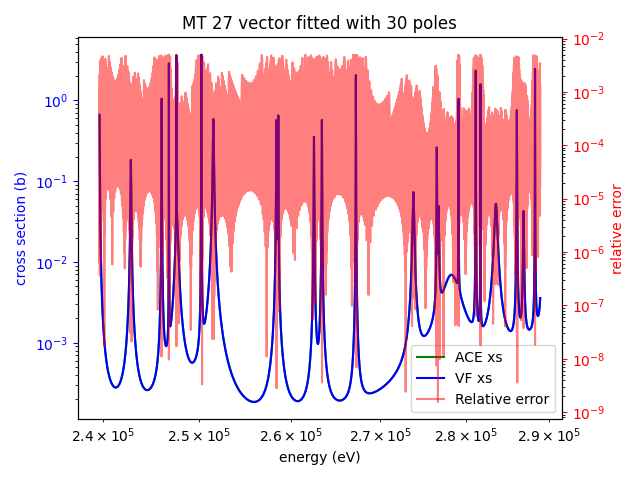 MT 27 vector fitted with 30 poles
cross section (b)
10⁰
10⁻¹
10⁻²
10⁻³
10⁻²
10⁻³
10⁻⁴
10⁻⁵
10⁻⁶
10⁻⁷
10⁻⁸
10⁻⁹
relative error
ACE xs
VF xs
Relative error
2.4 × 10⁵ 2.5 × 10⁵ 2.6 × 10⁵ 2.7 × 10⁵ 2.8 × 10⁵ 2.9 × 10⁵
energy (eV)